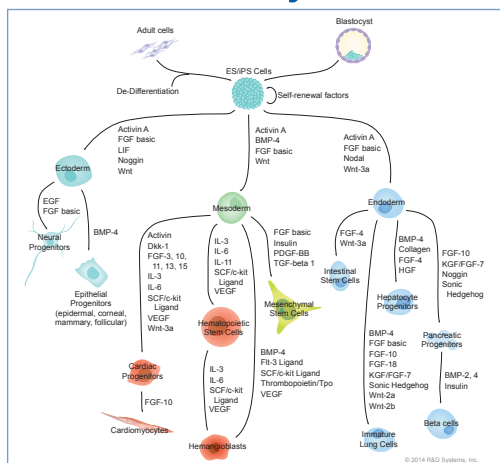 Adult cells
Blastocyst
ES/iPS Cells
De-Differentiation
Self-renewal factors
Activin A
FGF basic
LIF
Noggin
Wnt
Activin A
BMP-4
FGF basic
Wnt
Activin A
FGF basic
Nodal
Wnt-3a
Ectoderm
Mesoderm
Endoderm
EGF
FGF basic
Neural
Progenitors
BMP-4
Epithelial
Progenitors
(epidermal, corneal,
mammary, follicular)
Activin
Dkk-1
FGF-3, 10,
11, 13, 15
IL-3
IL-6
SCF/c-kit
Ligand
VEGF
Wnt-3a
Cardiac
Progenitors
FGF-10
Cardiomyocytes
IL-3
IL-6
IL-11
SCF/c-kit
Ligand
VEGF
Hematopoietic
Stem Cells
IL-3
IL-6
SCF/c-kit
Ligand
VEGF
Hemangioblasts
FGF basic
Insulin
PDGF-BB
TGF-beta 1
Mesenchymal
Stem Cells
BMP-4
Flt-3 Ligand
SCF/c-kit Ligand
Thrombopoietin/Tpo
VEGF
FGF-4
Wnt-3a
Intestinal
Stem Cells
BMP-4
Collagen
FGF-4
HGF
Hepatocyte
Progenitors
FGF-10
KGF/FGF-7
Noggin
Sonic
Hedgehog
Pancreatic
Progenitors
BMP-4
FGF basic
FGF-10
FGF-18
KGF/FGF-7
Sonic Hedgehog
Wnt-2a
Wnt-2b
Immature
Lung Cells
BMP-2, 4
Insulin
Beta cells
© 2014 R&D Systems, Inc.